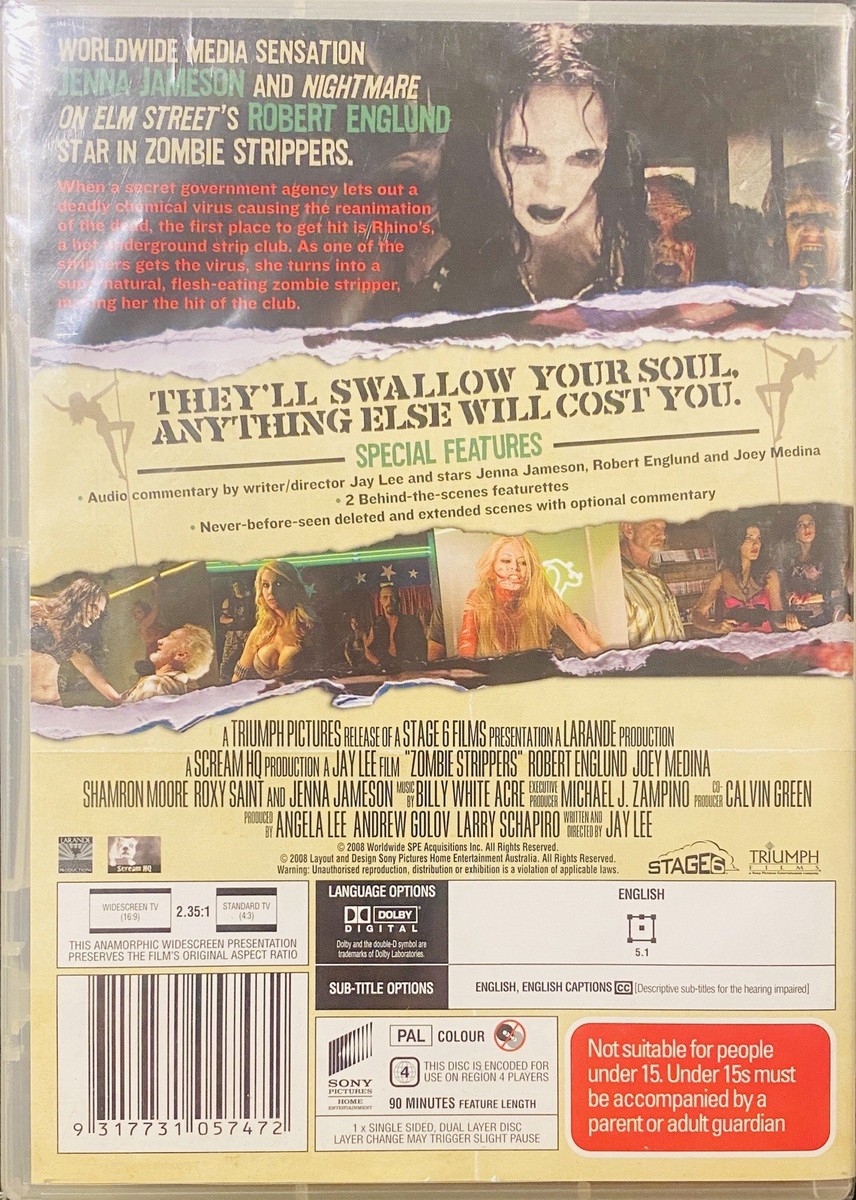 WORLDWIDE MEDIA SENSATION
JENNA JAMESON AND NIGHTMARE
ON ELM STREET'S ROBERT ENGLUND
STAR IN ZOMBIE STRIPPERS.
When a secret government agency lets out a
deadly chemical virus causing the reanimation
of the dead, the first place to get hit is Rhino's,
a hot underground strip club. As one of the
strippers gets the virus, she turns into a
supernatural, flesh-eating zombie stripper,
making her the hit of the club.
THEY'LL SWALLOW YOUR SOUL,
ANYTHING ELSE WILL COST YOU.
SPECIAL FEATURES
• Audio commentary by writer/director Jay Lee and stars Jenna Jameson, Robert Englund and Joey Medina
• 2 Behind-the-scenes featurettes
• Never-before-seen deleted and extended scenes with optional commentary
A TRIUMPH PICTURES RELEASE OF A STAGE 6 FILMS PRESENTATION A LARANDE PRODUCTION
A SCREAM HQ PRODUCTION A JAY LEE FILM "ZOMBIE STRIPPERS" ROBERT ENGLUND JOEY MEDINA
SHAMRON MOORE ROXY SAINT AND JENNA JAMESON MUSIC BY BILLY WHITE ACRE EXECUTIVE PRODUCER MICHAEL J. ZAMPINO CO-PRODUCER CALVIN GREEN
PRODUCED BY ANGELA LEE ANDREW GOLOV LARRY SCHAPIRO WRITTEN AND DIRECTED BY JAY LEE
© 2008 Worldwide SPE Acquisitions Inc. All Rights Reserved.
© 2008 Layout and Design Sony Pictures Home Entertainment Australia. All Rights Reserved.
Warning: Unauthorised reproduction, distribution or exhibition is a violation of applicable laws.
LARANDE
PRODUCTIONS
Scream HQ
STAGE 6
TRIUMPH
FILMS
a Sony Pictures Entertainment company
WIDESCREEN TV
(16:9)
2.35:1
STANDARD TV
(4:3)
THIS ANAMORPHIC WIDESCREEN PRESENTATION
PRESERVES THE FILM'S ORIGINAL ASPECT RATIO
LANGUAGE OPTIONS
DOLBY
DIGITAL
Dolby and the double-D symbol are
trademarks of Dolby Laboratories.
ENGLISH
5.1
SUB-TITLE OPTIONS
ENGLISH, ENGLISH CAPTIONS CC [Descriptive sub-titles for the hearing impaired]
9 317731 057472
SONY
PICTURES
HOME
ENTERTAINMENT
PAL COLOUR
4
THIS DISC IS ENCODED FOR
USE ON REGION 4 PLAYERS
90 MINUTES FEATURE LENGTH
1 x SINGLE SIDED, DUAL LAYER DISC
LAYER CHANGE MAY TRIGGER SLIGHT PAUSE
Not suitable for people
under 15. Under 15s must
be accompanied by a
parent or adult guardian